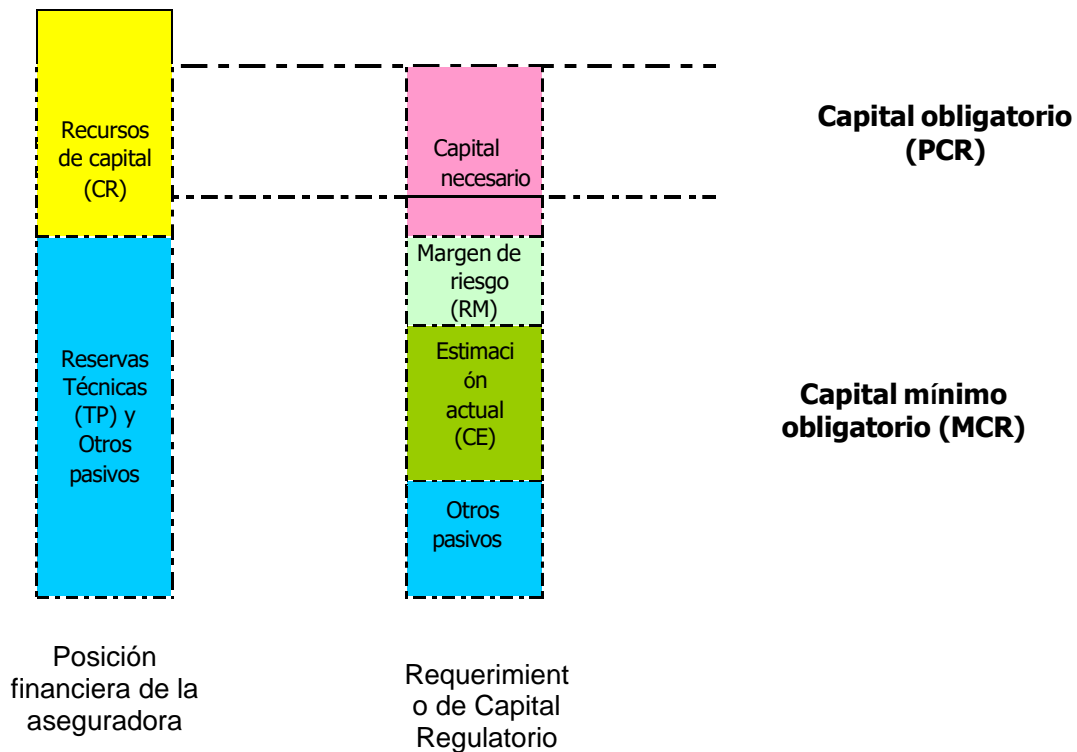 Recursos
de capital
(CR)
Reservas
Técnicas
(TP) y
Otros
pasivos
Posición
financiera de la
aseguradora
Capital
necesario
Margen de
riesgo
(RM)
Estimaci
ón
actual
(CE)
Otros
pasivos
Requerimient
o de Capital
Regulatorio
Capital obligatorio
(PCR)
Capital mínimo
obligatorio (MCR)